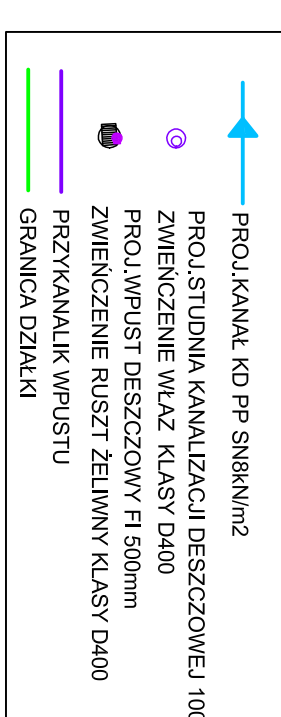 PROJ.KANAŁ KD PP SN8kN/m2
PROJ.STUDNIA KANALIZACJI DESZCZOWEJ
ZWIEŃCZENIE WŁAZ KLASY D400
PROJ.WPUST DESZCZOWY FI 500mm
ZWIEŃCZENIE RUSZT ŻELIWNY KLASY D400
PRZYKANALIK WPUSTU
GRANICA DZIAŁKI